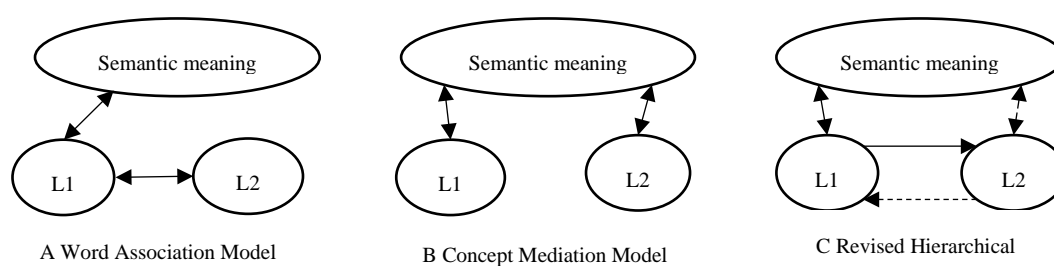 Semantic meaning
L1
L2
A Word Association Model
Semantic meaning
L1
L2
B Concept Mediation Model
Semantic meaning
L1
L2
C Revised Hierarchical